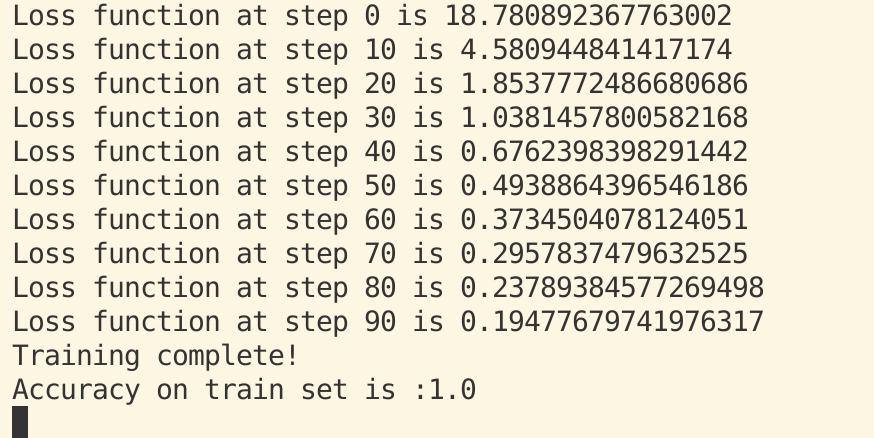 Loss function at step 0 is 18.780892367763002
Loss function at step 10 is 4.580944841417174
Loss function at step 20 is 1.8537772486680686
Loss function at step 30 is 1.0381457800582168
Loss function at step 40 is 0.6762398398291442
Loss function at step 50 is 0.4938864396546186
Loss function at step 60 is 0.3734504078124051
Loss function at step 70 is 0.2957837479632525
Loss function at step 80 is 0.23789384577269498
Loss function at step 90 is 0.19477679741976317
Training complete!
Accuracy on train set is :1.0